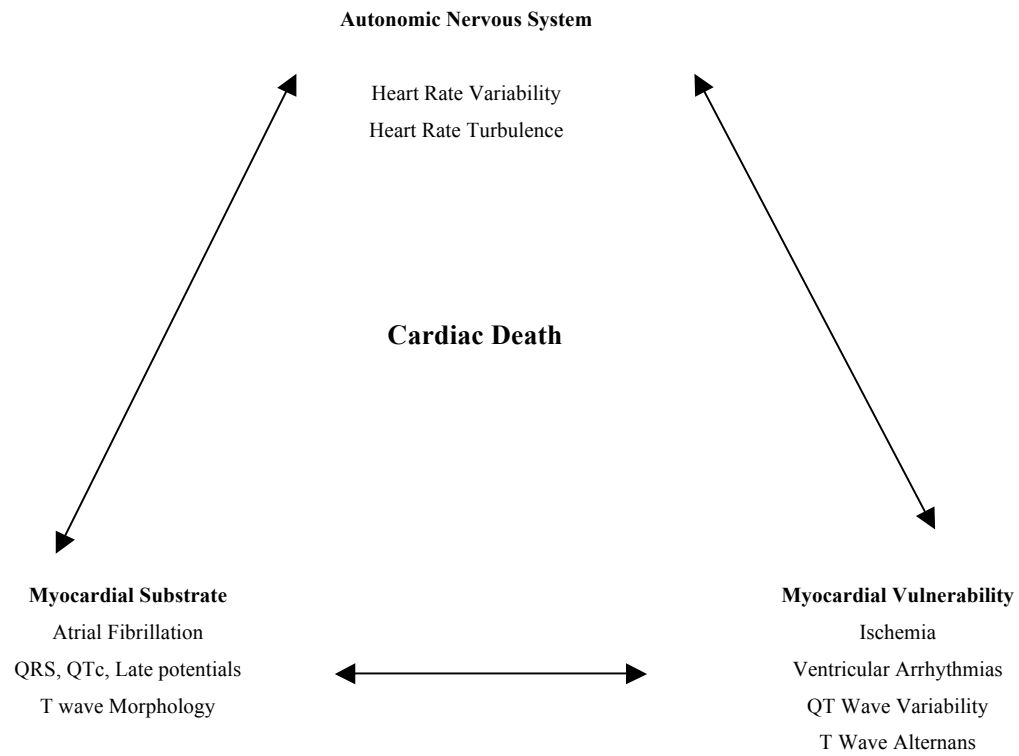 Autonomic Nervous System
Heart Rate Variability
Heart Rate Turbulence
Cardiac Death
Myocardial Substrate
Atrial Fibrillation
QRS, QTc, Late potentials
T wave Morphology
Myocardial Vulnerability
Ischemia
Ventricular Arrhythmias
QT Wave Variability
T Wave Alternans